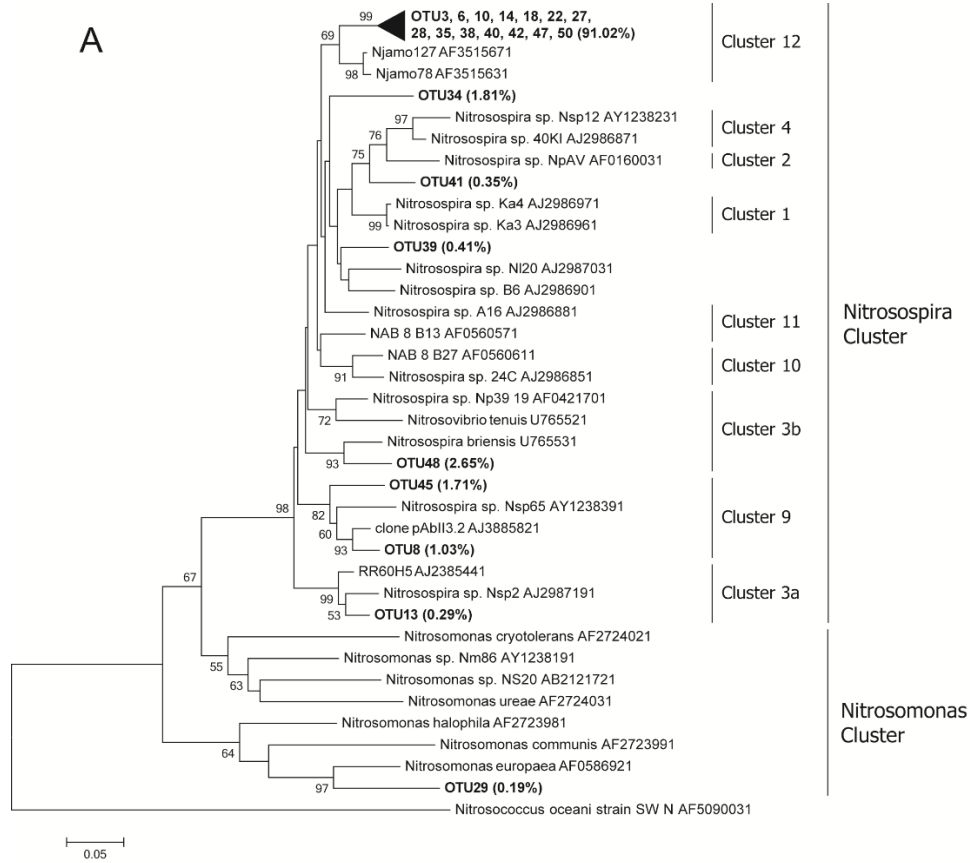 A
99
OTU3, 6, 10, 14, 18, 22, 27,
28, 35, 38, 40, 42, 47, 50 (91.02%)
Cluster 12
69
Njamo127 AF3515671
98
Njamo78 AF3515631
OTU34 (1.81%)
97
Nitrosospira sp. Nsp12 AY1238231
Cluster 4
76
Nitrosospira sp. 40KI AJ2986871
75
Nitrosospira sp. NpAV AF0160031
Cluster 2
OTU41 (0.35%)
Nitrosospira sp. Ka4 AJ2986971
Cluster 1
99
Nitrosospira sp. Ka3 AJ2986961
OTU39 (0.41%)
Nitrosospira sp. NI20 AJ2987031
Nitrosospira sp. B6 AJ2986901
Nitrosospira sp. A16 AJ2986881
Nitrosospira
Cluster
Cluster 11
NAB 8 B13 AF0560571
NAB 8 B27 AF0560611
Cluster 10
91
Nitrosospira sp. 24C AJ2986851
Nitrosospira sp. Np39 19 AF0421701
72
Nitrosovibrio tenuis U765521
Cluster 3b
Nitrosospira briensis U765531
93
OTU48 (2.65%)
OTU45 (1.71%)
98
82
Nitrosospira sp. Nsp65 AY1238391
Cluster 9
60
clone pAbII3.2 AJ3885821
93
OTU8 (1.03%)
RR60H5 AJ2385441
67
99
Nitrosospira sp. Nsp2 AJ2987191
Cluster 3a
53
OTU13 (0.29%)
Nitrosomonas cryotolerans AF2724021
55
Nitrosomonas sp. Nm86 AY1238191
63
Nitrosomonas sp. NS20 AB2121721
Nitrosomonas ureae AF2724031
Nitrosomonas
Cluster
Nitrosomonas halophila AF2723981
64
Nitrosomonas communis AF2723991
Nitrosomonas europaea AF0586921
97
OTU29 (0.19%)
Nitrosococcus oceani strain SW N AF5090031
0.05